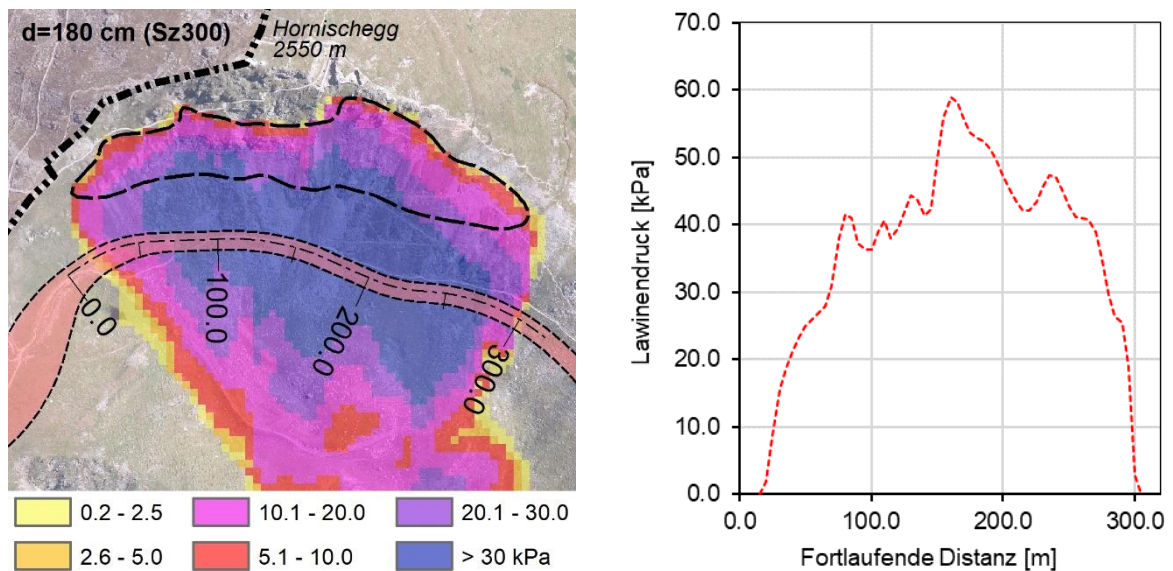 d=180 cm (Sz300)
Hornischegg
2550 m
0.0
100.0
200.0
300.0
0.2 - 2.5
10.1 - 20.0
20.1 - 30.0
2.6 - 5.0
5.1 - 10.0
> 30 kPa
Lawinendruck [kPa]
70.0
60.0
50.0
40.0
30.0
20.0
10.0
0.0
0.0
100.0
200.0
300.0
Fortlaufende Distanz [m]